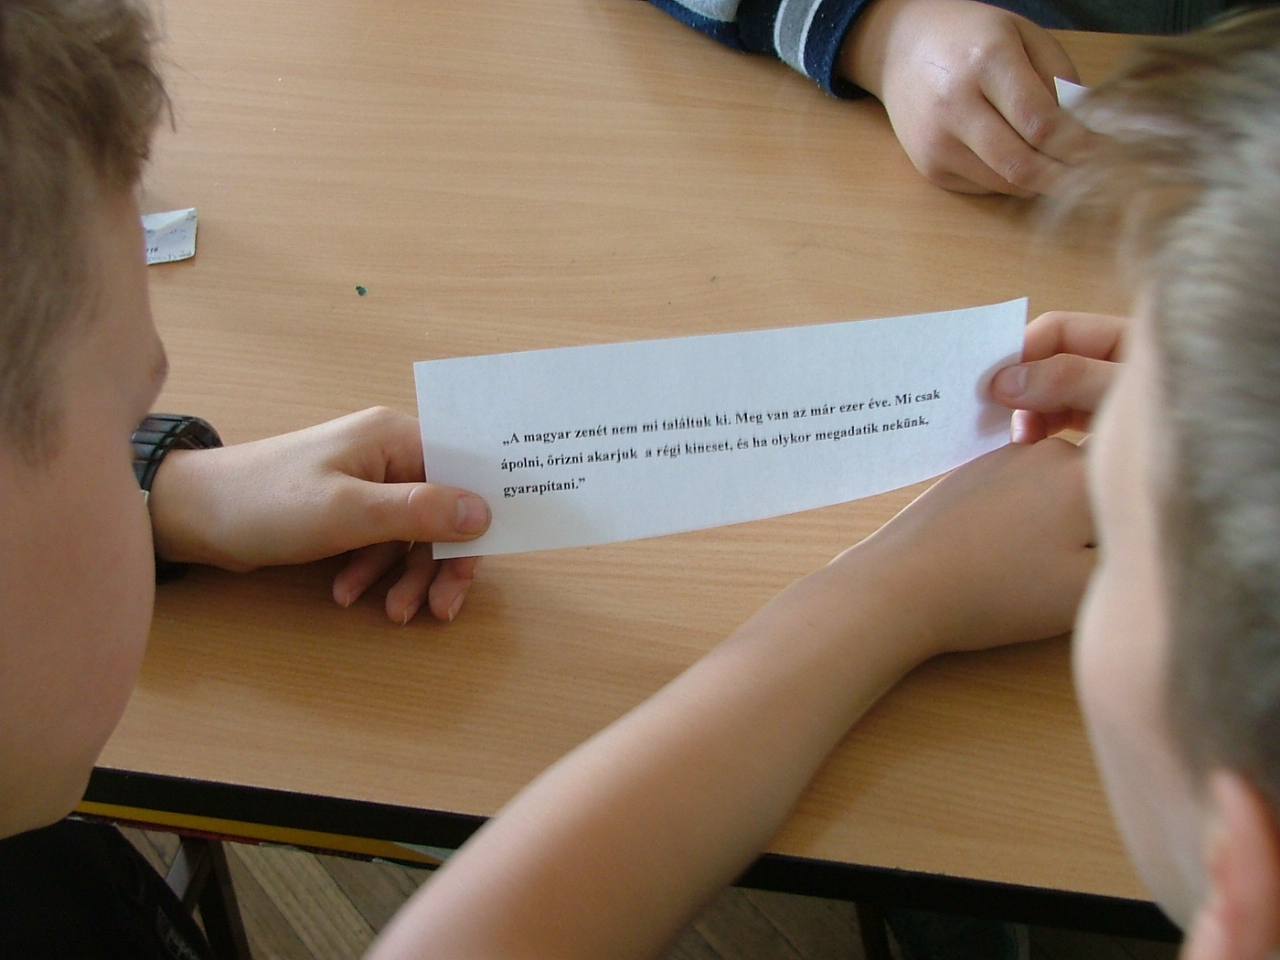 „A magyar zenét nem mi találtuk ki. Meg van az már ezer éve. Mi csak
ápolni, őrizni akarjuk a régi kincset, és ha olykor megadatik nekünk,
gyarapítani.”